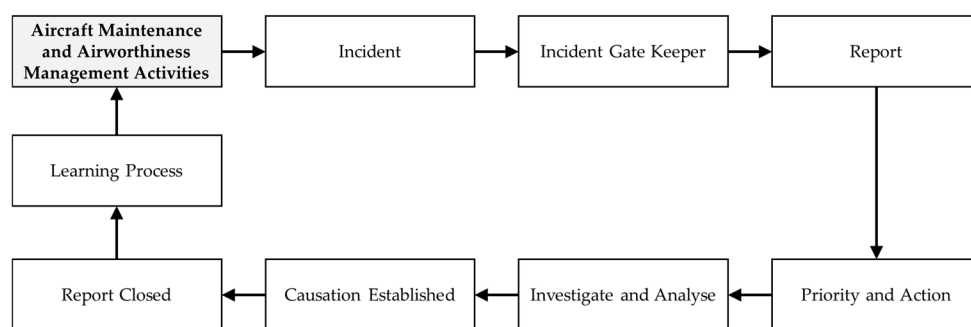 Aircraft Maintenance
and Airworthiness
Management Activities
Incident
Incident Gate Keeper
Report
Learning Process
Report Closed
Causation Established
Investigate and Analyse
Priority and Action